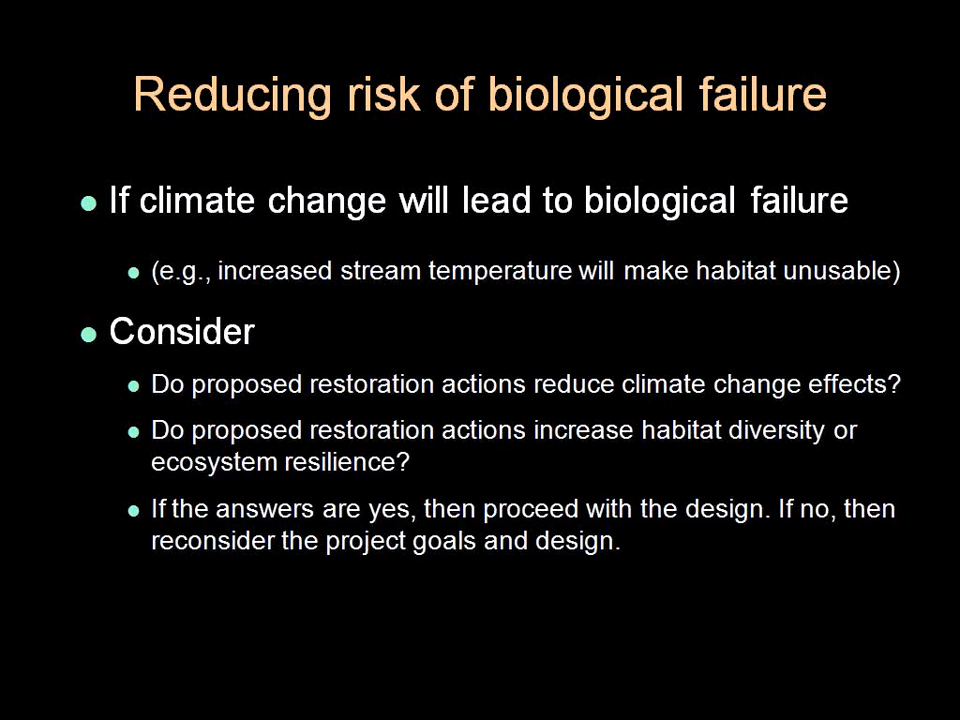 Reducing risk of biological failure
If climate change will lead to biological failure
(e.g., increased stream temperature will make habitat unusable)
Consider
Do proposed restoration actions reduce climate change effects?
Do proposed restoration actions increase habitat diversity or
ecosystem resilience?
If the answers are yes, then proceed with the design. If no, then
reconsider the project goals and design.